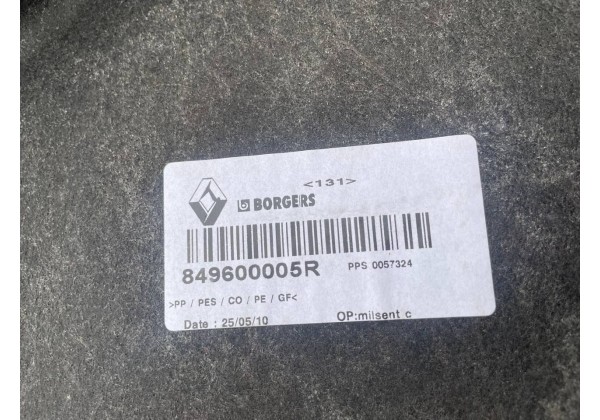 <131>
BORGERS
849600005R PPS 0057324
>PP / PES / CO / PE / GF<
Date : 25/05/10 OP:milsent c